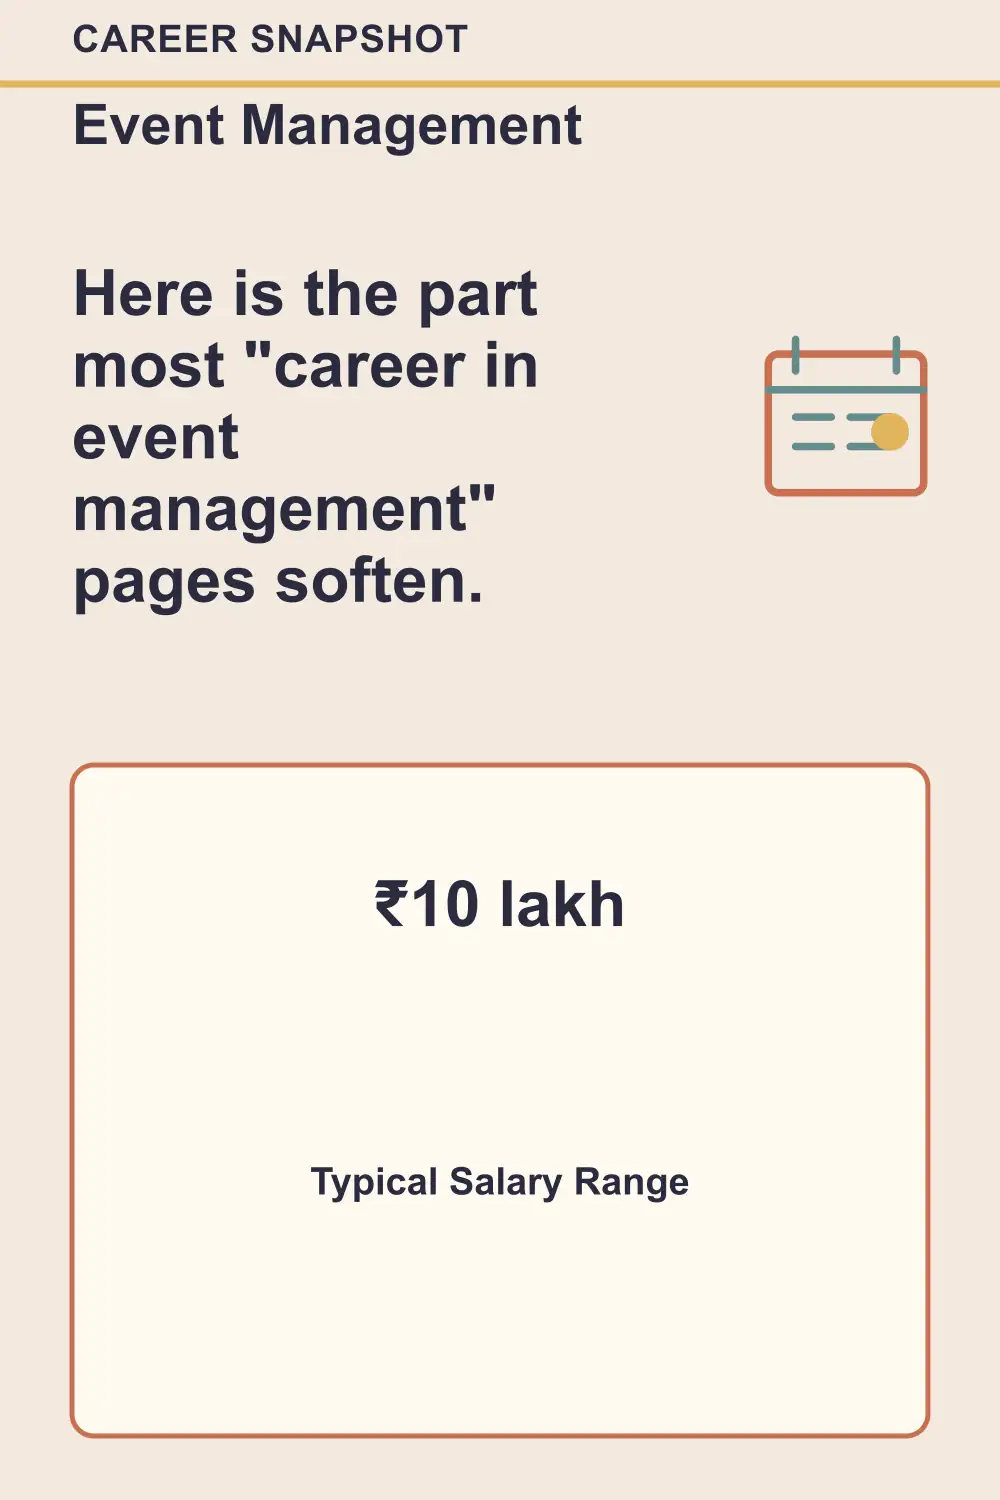 CAREER SNAPSHOT
Event Management
Here is the part
most "career in
event
management"
pages soften.
₹10 lakh
Typical Salary Range